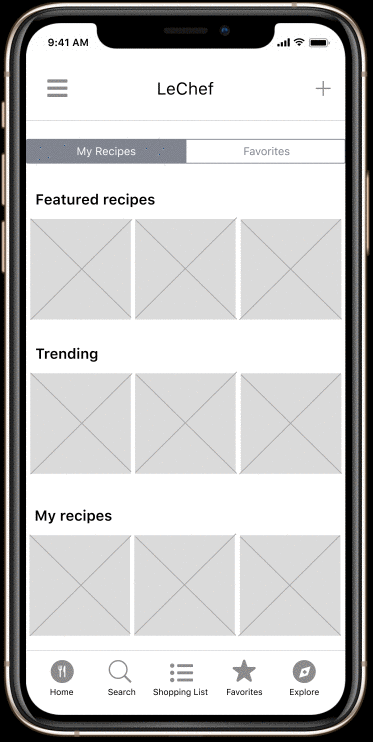 9:41 AM
LeChef
My Recipes
Favorites
Featured recipes
Trending
My recipes
Home
Search
Shopping List
Favorites
Explore